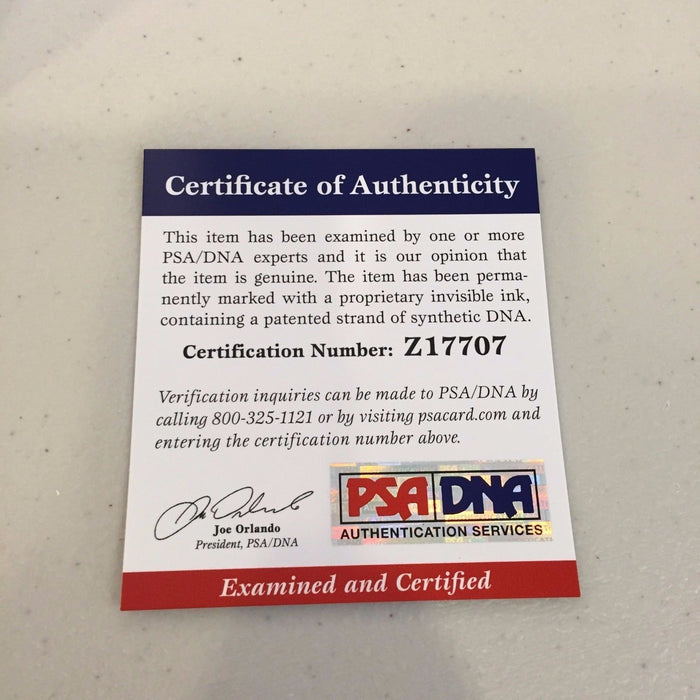 Certificate of Authenticity
This item has been examined by one or more
PSA/DNA experts and it is our opinion that
the item is genuine. The item has been perma-
nently marked with a proprietary invisible ink,
containing a patented strand of synthetic DNA.
Certification Number: Z17707
Verification inquiries can be made to PSA/DNA by
calling 800-325-1121 or by visiting psacard.com and
entering the certification number above.
Joe Orlando
President, PSA/DNA
PSA DNA
AUTHENTICATION SERVICES
Examined and Certified